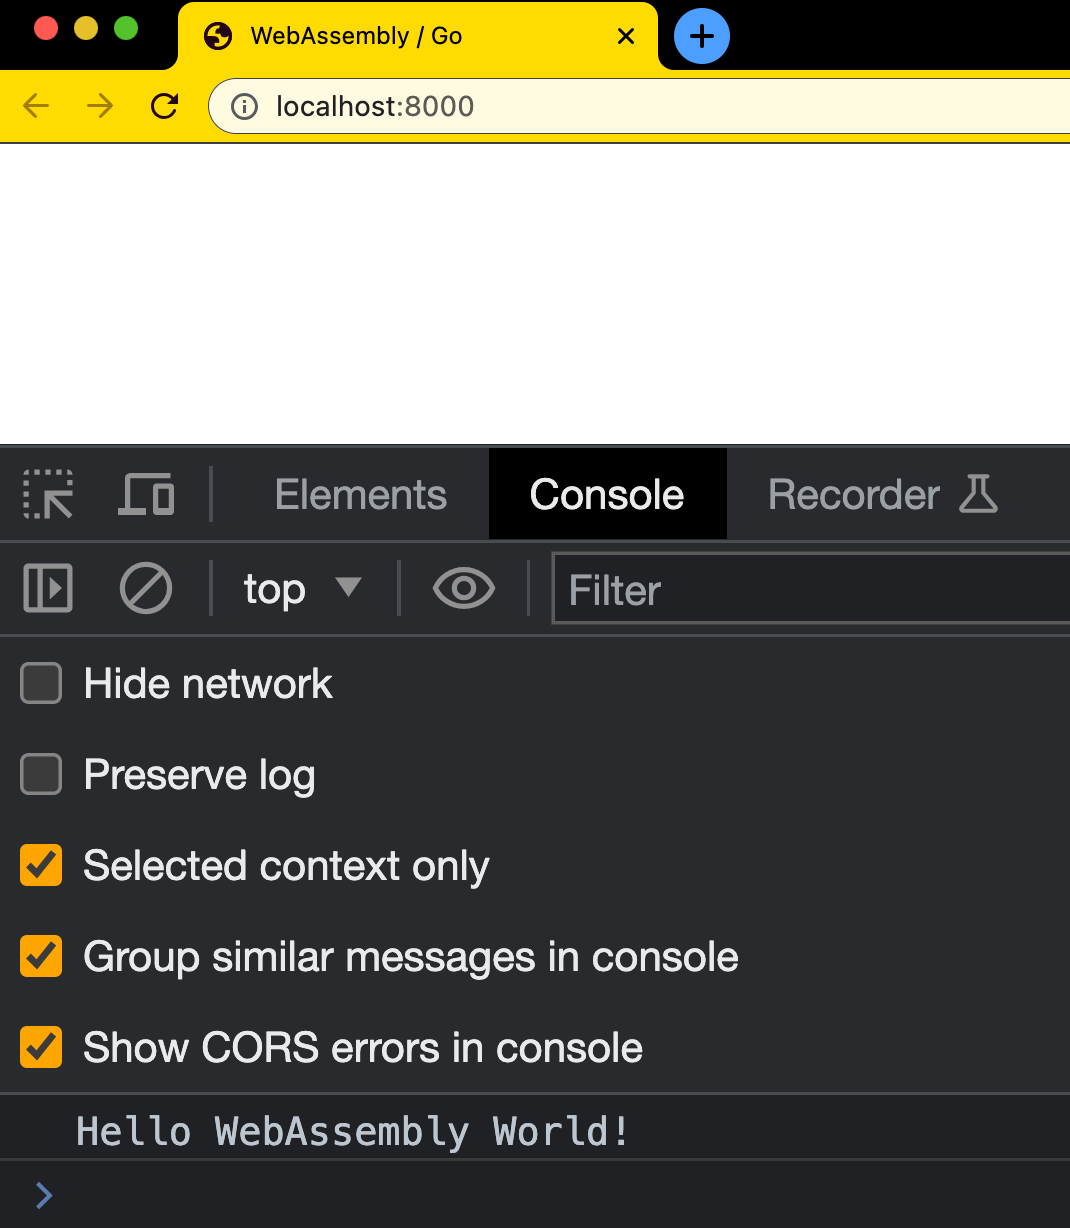 WebAssembly / Go
localhost:8000
Elements Console Recorder
top Filter
Hide network
Preserve log
Selected context only
Group similar messages in console
Show CORS errors in console
Hello WebAssembly World!